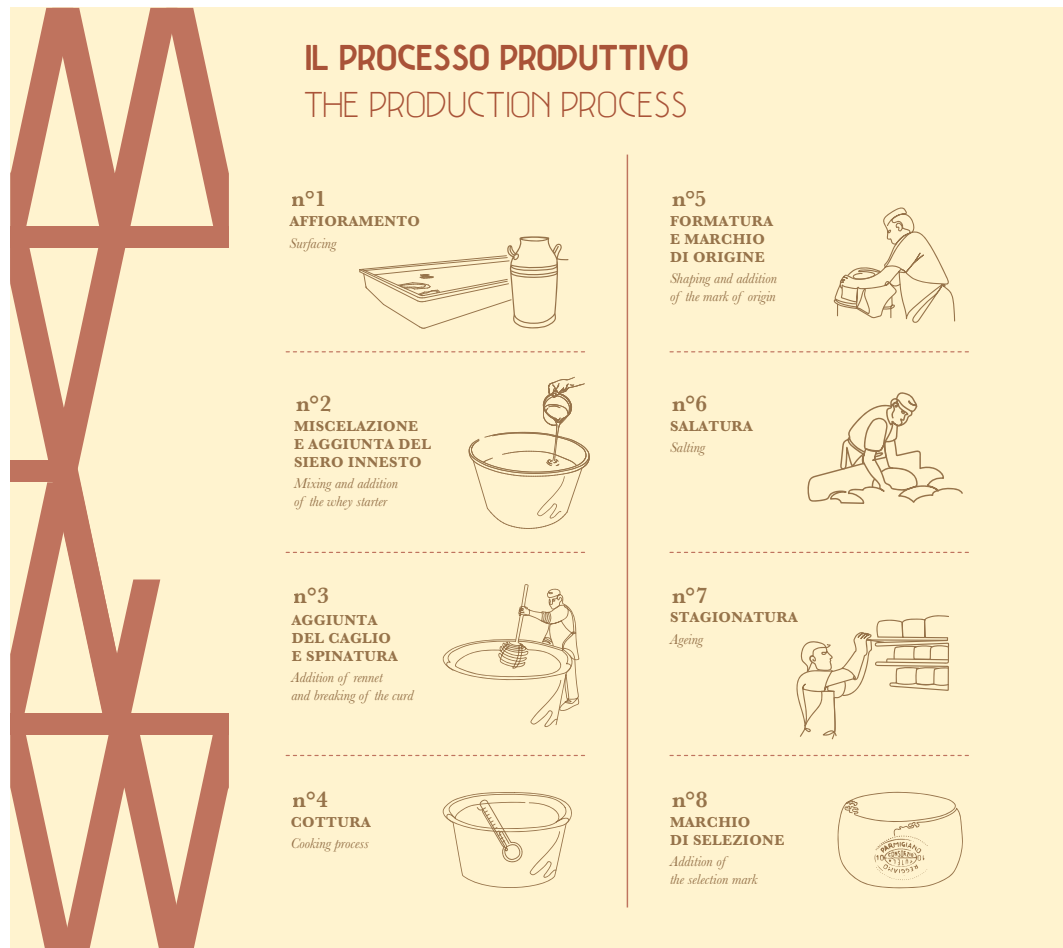 IL PROCESSO PRODUTTIVO
THE PRODUCTION PROCESS
n°1
AFFIORAMENTO
Surfacing
n°2
MISCELAZIONE
E AGGIUNTA DEL
SIERO INNESTO
Mixing and addition
of the whey starter
n°3
AGGIUNTA
DEL CAGLIO
E SPINATURA
Addition of rennet
and breaking of the curd
n°4
COTTURA
Cooking process
n°5
FORMATURA
E MARCHIO
DI ORIGINE
Shaping and addition
of the mark of origin
n°6
SALATURA
Salting
n°7
STAGIONATURA
Ageing
n°8
MARCHIO
DI SELEZIONE
Addition of
the selection mark
PARMIGIANO
REGGIANO